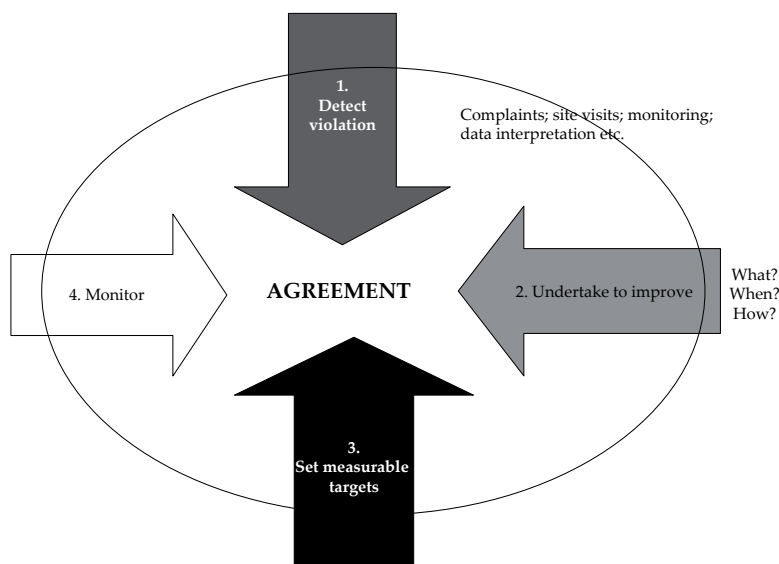 1.
Detect
violation
Complaints; site visits; monitoring;
data interpretation etc.
4. Monitor
AGREEMENT
2. Undertake to improve
What?
When?
How?
3.
Set measurable
targets